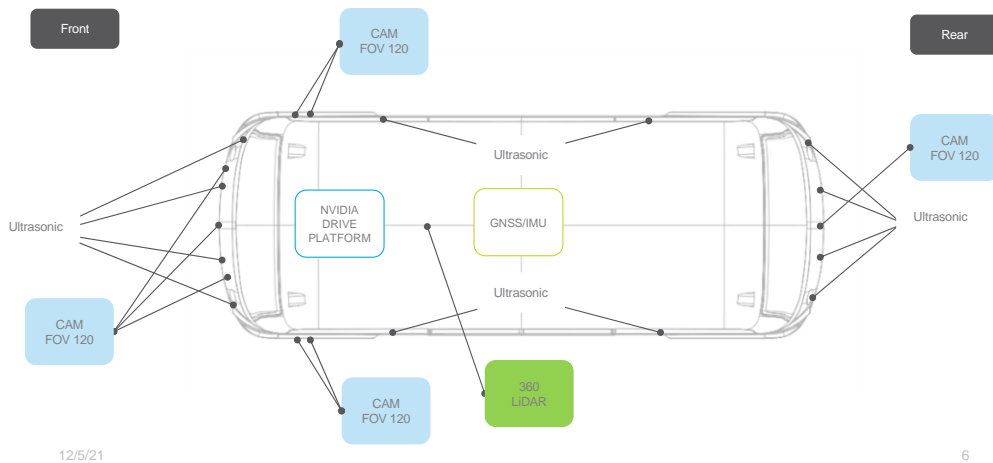 Front
CAM
FOV 120
Rear
CAM
FOV 120
Ultrasonic
NVIDIA
DRIVE
PLATFORM
GNSS/IMU
Ultrasonic
Ultrasonic
Ultrasonic
CAM
FOV 120
360
LiDAR
CAM
FOV 120
12/5/21
6